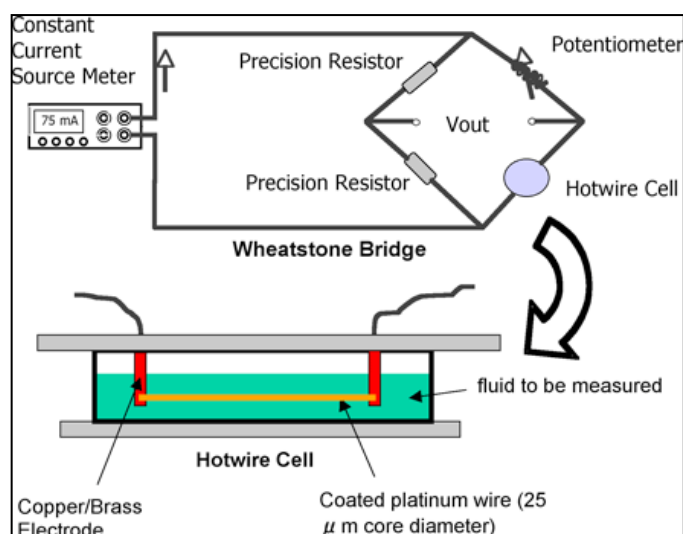 Constant
Current
Source Meter
75 mA
Precision Resistor
Potentiometer
Vout
Precision Resistor
Hotwire Cell
Wheatstone Bridge
fluid to be measured
Hotwire Cell
Copper/Brass
Electrode
Coated platinum wire (25
μ m core diameter)